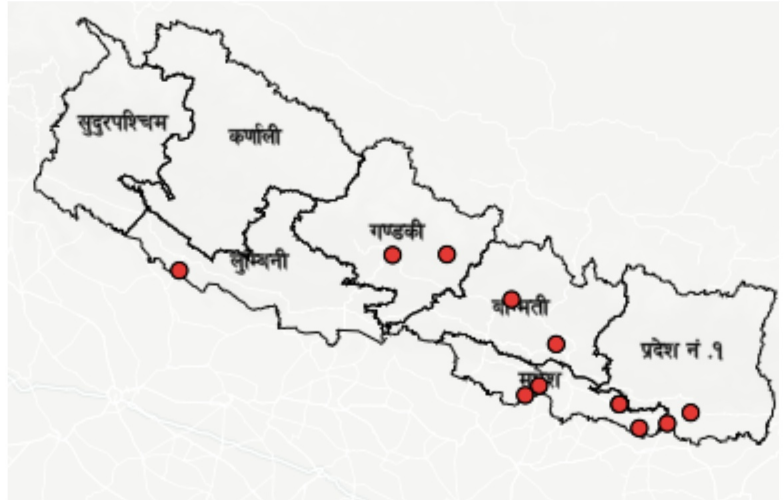 सुदुरपश्चिम
कर्णाली
गण्डकी
लुम्बिनी
प्रदेश नं .१